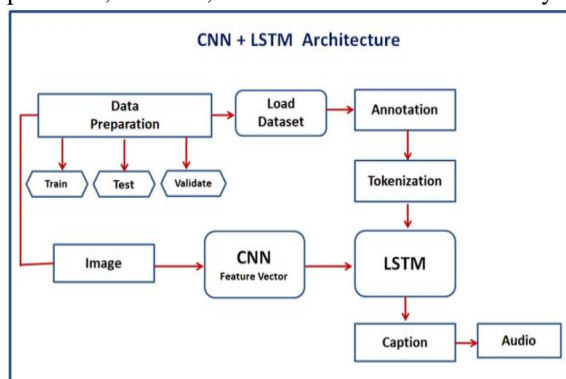 CNN + LSTM Architecture
Data
Preparation
Load
Dataset
Annotation
Train
Test
Validate
Tokenization
Image
CNN
Feature Vector
LSTM
Caption
Audio